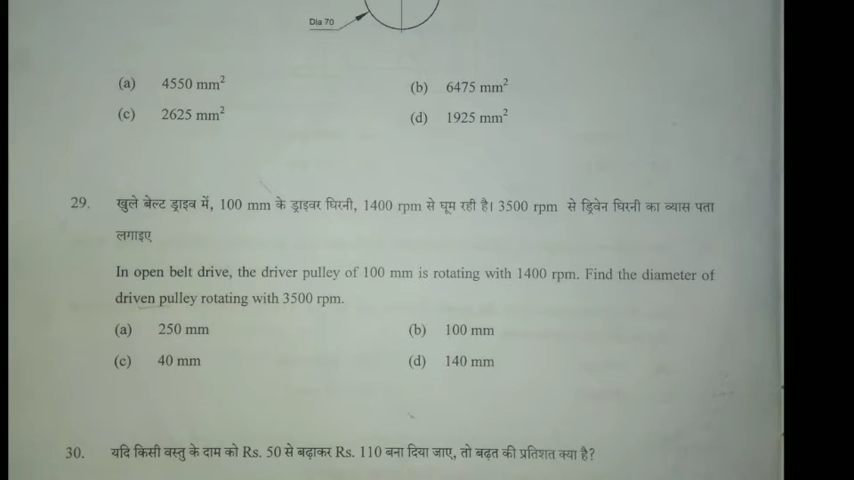 Dia 70
(a) 4550 mm²
(b) 6475 mm²
(c) 2625 mm²
(d) 1925 mm²
29. खुले बेल्ट ड्राइव में, 100 mm के ड्राइवर घिरनी, 1400 rpm से घूम रही है। 3500 rpm से ड्रिवेन घिरनी का व्यास पता
लगाइए
In open belt drive, the driver pulley of 100 mm is rotating with 1400 rpm. Find the diameter of
driven pulley rotating with 3500 rpm.
(a) 250 mm
(b) 100 mm
(c) 40 mm
(d) 140 mm
30. यदि किसी वस्तु के दाम को Rs. 50 से बढ़ाकर Rs. 110 बना दिया जाए, तो बढ़त की प्रतिशत क्या है?